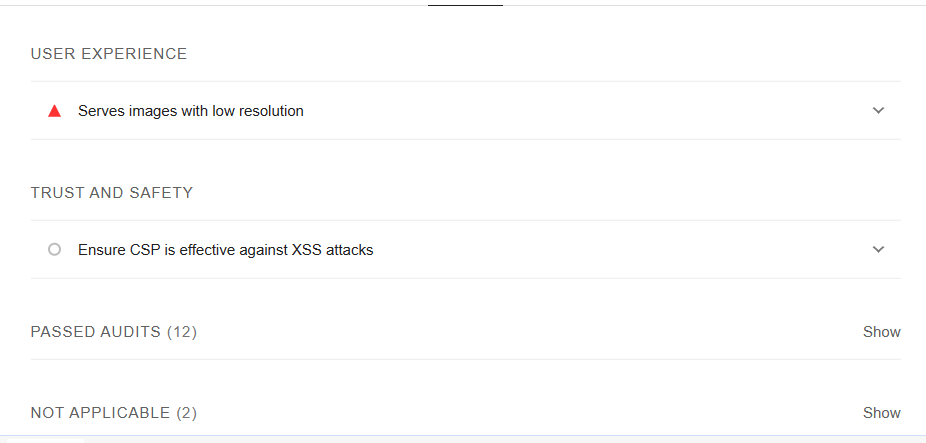 USER EXPERIENCE
Serves images with low resolution
TRUST AND SAFETY
Ensure CSP is effective against XSS attacks
PASSED AUDITS (12)
Show
NOT APPLICABLE (2)
Show